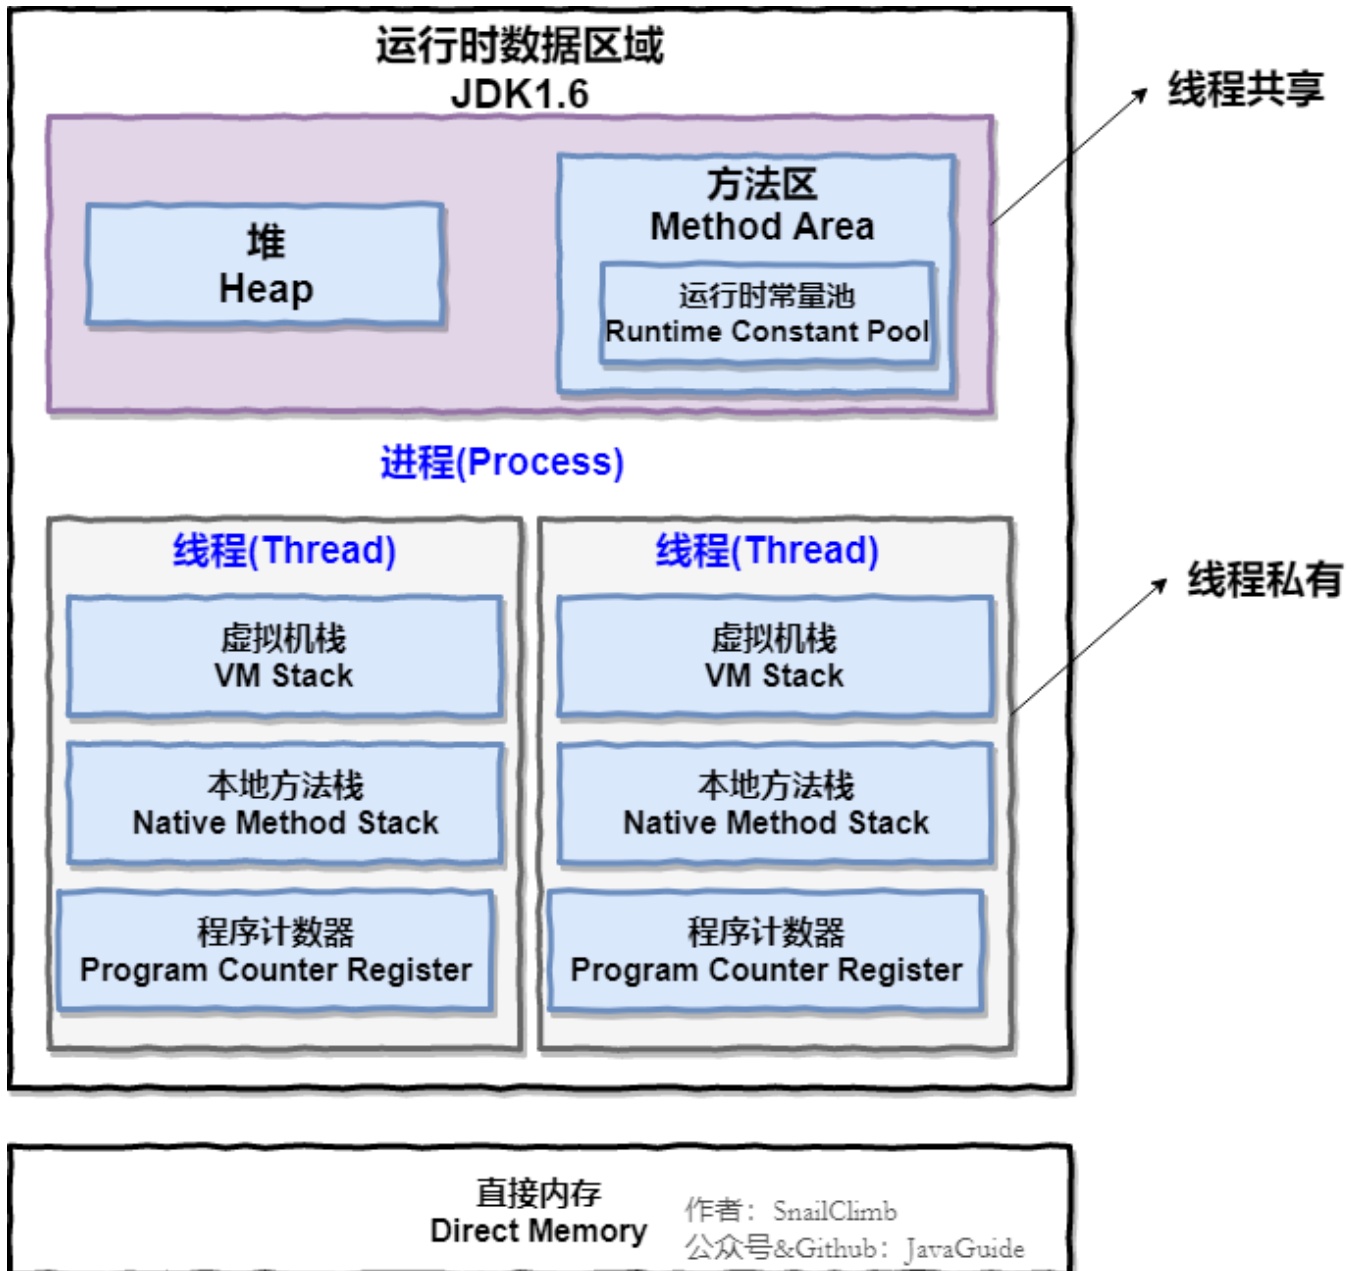 运行时数据区域
JDK1.6
线程共享
堆
Heap
方法区
Method Area
运行时常量池
Runtime Constant Pool
进程(Process)
线程(Thread)
虚拟机栈
VM Stack
本地方法栈
Native Method Stack
程序计数器
Program Counter Register
线程(Thread)
虚拟机栈
VM Stack
本地方法栈
Native Method Stack
程序计数器
Program Counter Register
线程私有
直接内存
Direct Memory
作者：SnailClimb
公众号&Github：JavaGuide